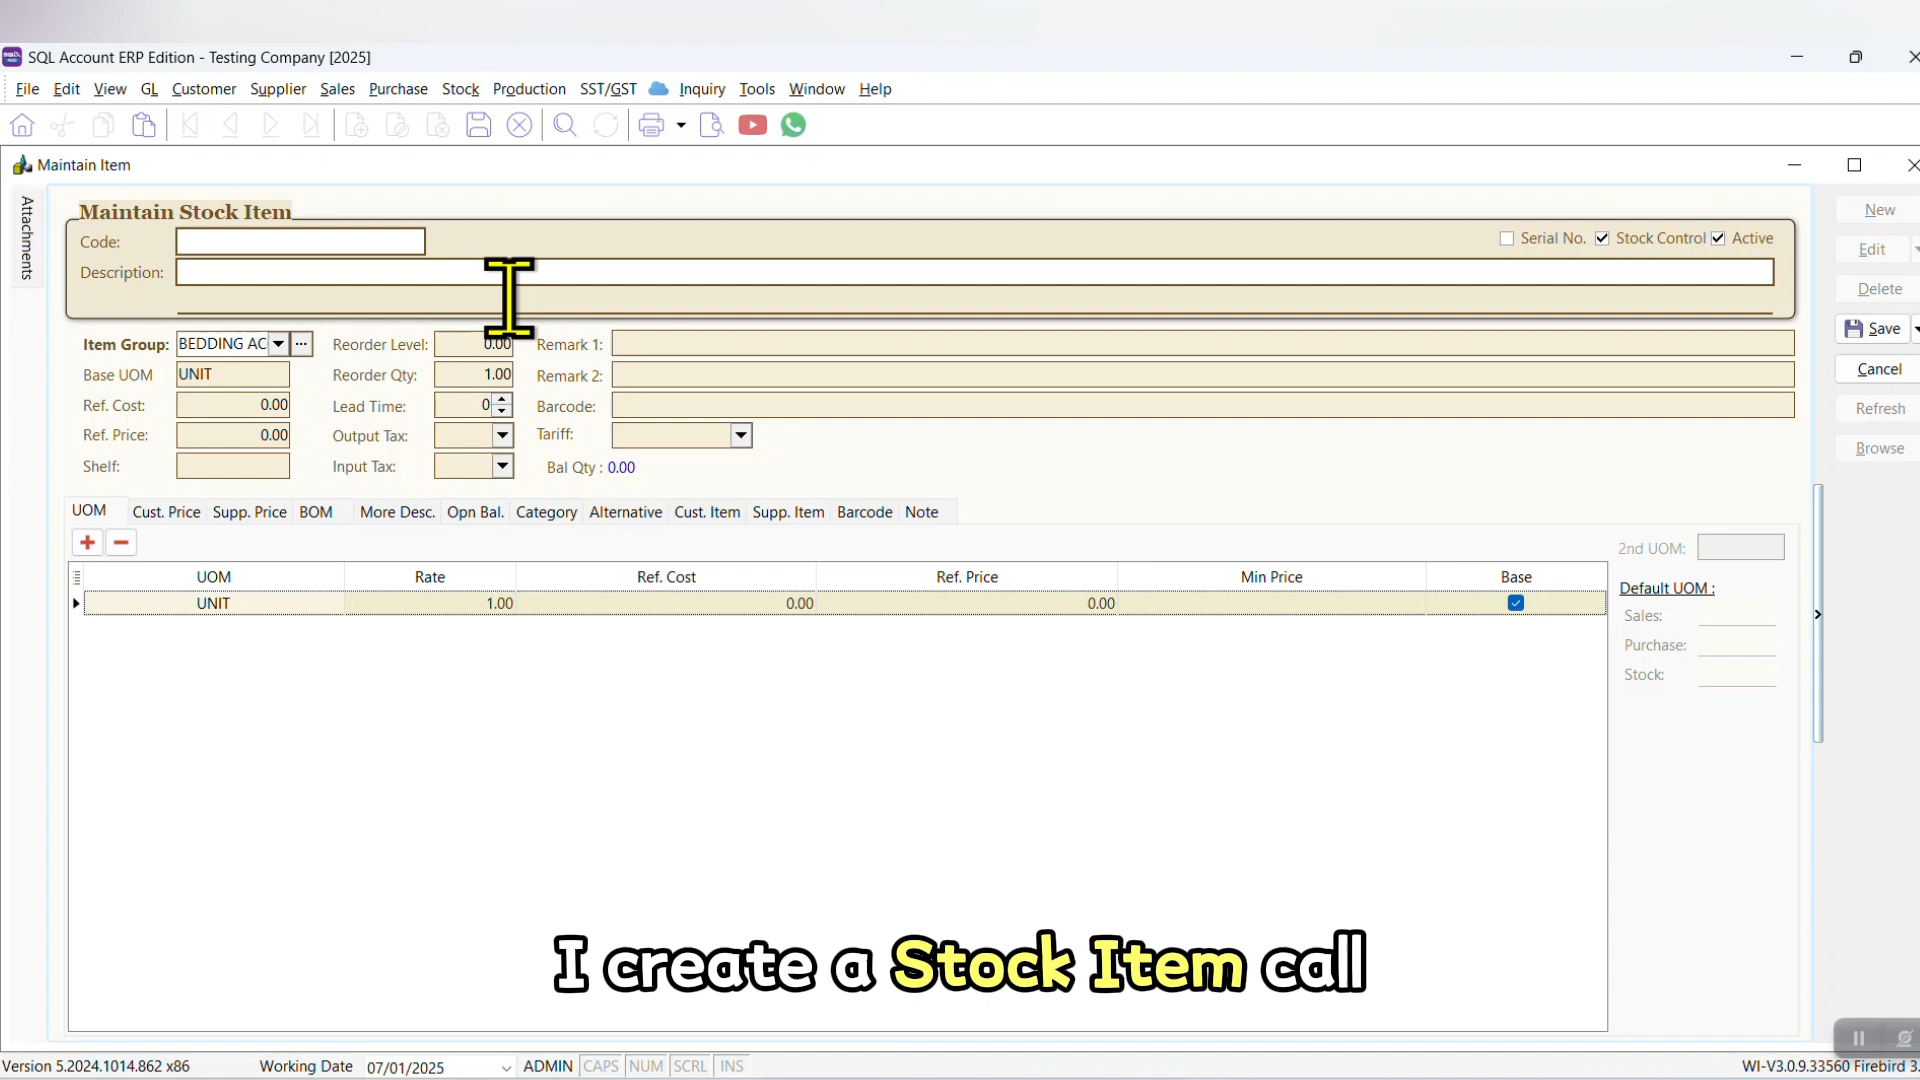 SQL Account ERP Edition - Testing Company [2025]
File Edit View GL Customer Supplier Sales Purchase Stock Production SST/GST Inquiry Tools Window Help
Maintain Item
Attachments
Maintain Stock Item
Code:
Serial No. Stock Control Active
Description:
Item Group: BEDDING AC Reorder Level: 0.00 Remark 1:
Base UOM UNIT Reorder Qty: 1.00 Remark 2:
Ref. Cost: 0.00 Lead Time: 0 Barcode:
Ref. Price: 0.00 Output Tax: Tariff:
Shelf: Input Tax: Bal Qty : 0.00
New
Edit
Delete
Save
Cancel
Refresh
Browse
UOM Cust. Price Supp. Price BOM More Desc. Opn Bal. Category Alternative Cust. Item Supp. Item Barcode Note
UOM Rate Ref. Cost Ref. Price Min Price Base
UNIT 1.00 0.00 0.00
2nd UOM:
Default UOM :
Sales:
Purchase:
Stock:
I create a Stock Item call
Version 5.2024.1014.862 x86 Working Date 07/01/2025 ADMIN CAPS NUM SCRL INS WI-V3.0.9.33560 Firebird 3.